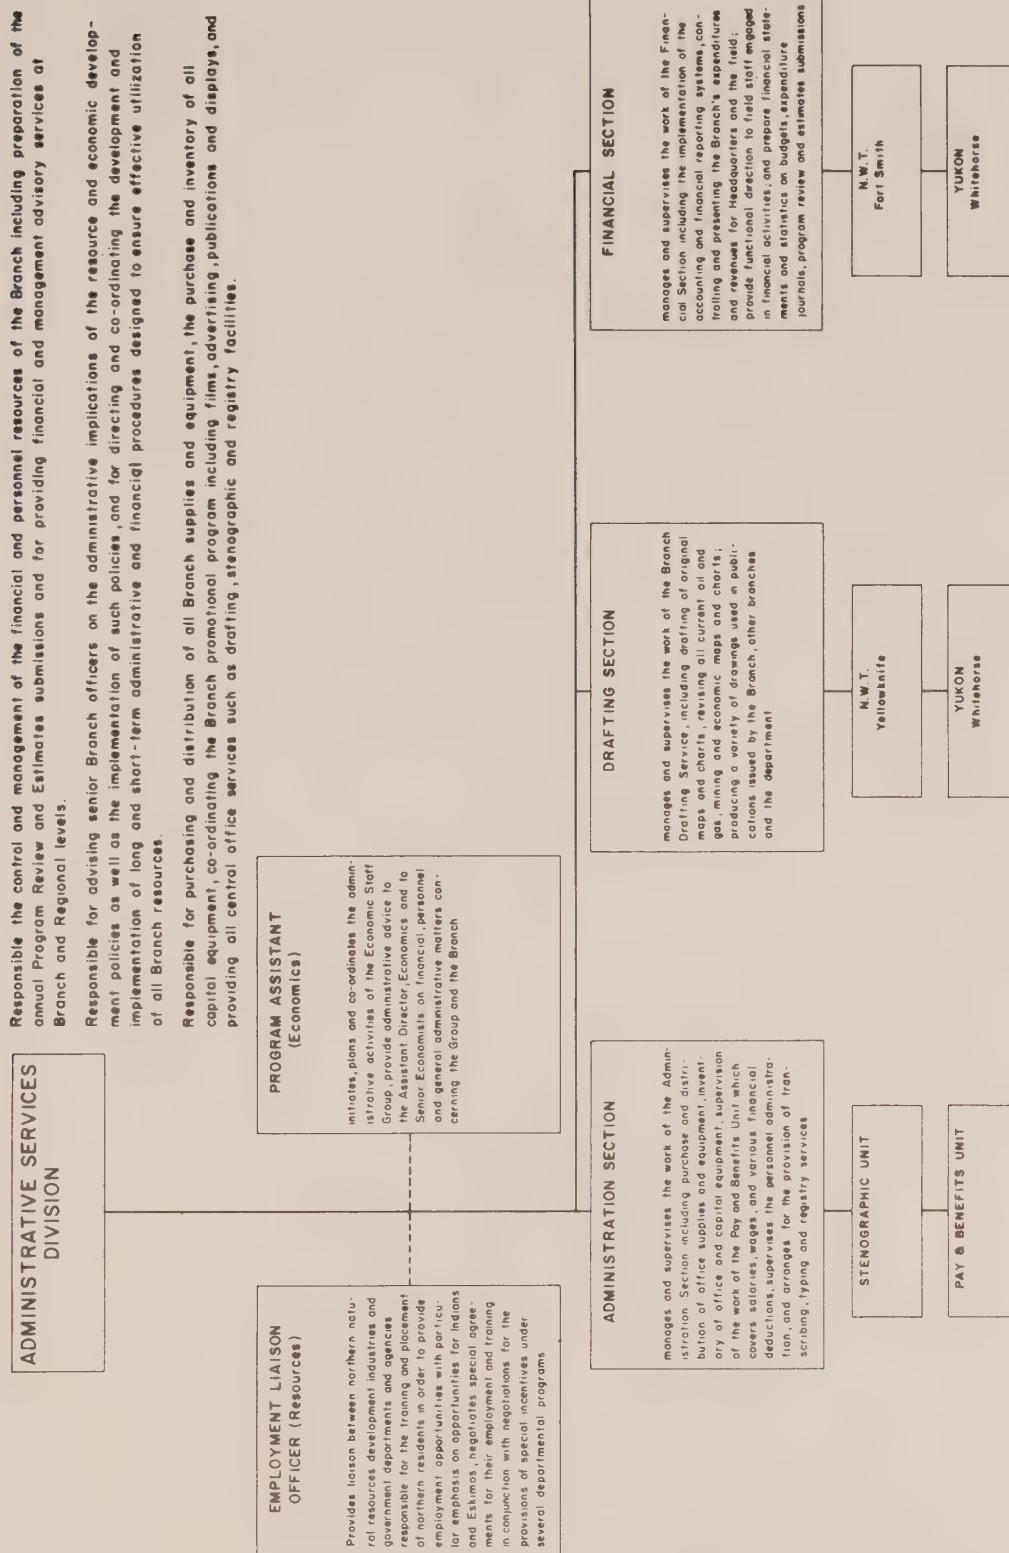 ADMINISTRATIVE SERVICES
DIVISION
Responsible the control and management of the financial and personnel resources of the Branch including preparation of the
annual Program Review and Estimates submissions and for providing financial and management advisory services at
Branch and Regional levels.
Responsible for advising senior Branch officers on the administrative implications of the resource and economic develop-
ment policies as well as the implementation of such policies, and for directing and co-ordinating the development and
implementation of long and short-term administrative and financial procedures designed to ensure effective utilization
of all Branch resources.
Responsible for purchasing and distribution of all Branch supplies and equipment, the purchase and inventory of all
capital equipment, co-ordinating the Branch promotional program including films, advertising, publications and displays, and
providing all central office services such as drafting, stenographic and registry facilities.
EMPLOYMENT LIAISON
OFFICER (Resources)
Provides liaison between northern natu-
ral resources development industries and
government departments and agencies
responsible for the training and placement
of northern residents in order to provide
employment opportunities with particu-
lar emphasis on opportunities for Indians
and Eskimos, negotiates special agree-
ments for their employment and training
in conjunction with negotiations for the
provisions of special incentives under
several departmental programs
PROGRAM ASSISTANT
(Economics)
initiates, plans and co-ordinates the admin-
istrative activities of the Economic Staff
Group, provide administrative advice to
the Assistant Director, Economics and to
Senior Economists on financial, personnel
and general administrative matters con-
cerning the Group and the Branch
ADMINISTRATION SECTION
manages and supervises the work of the Admin-
istration Section including purchase and distri-
bution of office supplies and equipment, invent-
ory of office and capital equipment, supervision
of the work of the Pay and Benefits Unit which
covers salaries, wages, and various financial
deductions, supervises the personnel administra-
tion, and arranges for the provision of tran-
scribing, typing and registry services
STENOGRAPHIC UNIT
PAY & BENEFITS UNIT
DRAFTING SECTION
manages and supervises the work of the Branch
Drafting Service, including drafting of original
maps and charts, revising all current oil and
gas, mining and economic maps and charts;
producing a variety of drawings used in publi-
cations issued by the Branch, other branches
and the department
N.W.T.
Yellowknife
YUKON
Whitehorse
FINANCIAL SECTION
manages and supervises the work of the Finan-
cial Section including the implementation of the
accounting and financial reporting systems, con-
trolling and presenting the Branch's expenditures
and revenues for Headquarters and the field;
provide functional direction to field staff engaged
in financial activities; and prepare financial state-
ments and statistics on budgets, expenditure
journals, program review and estimates submissions
N.W.T.
Fort Smith
YUKON
Whitehorse